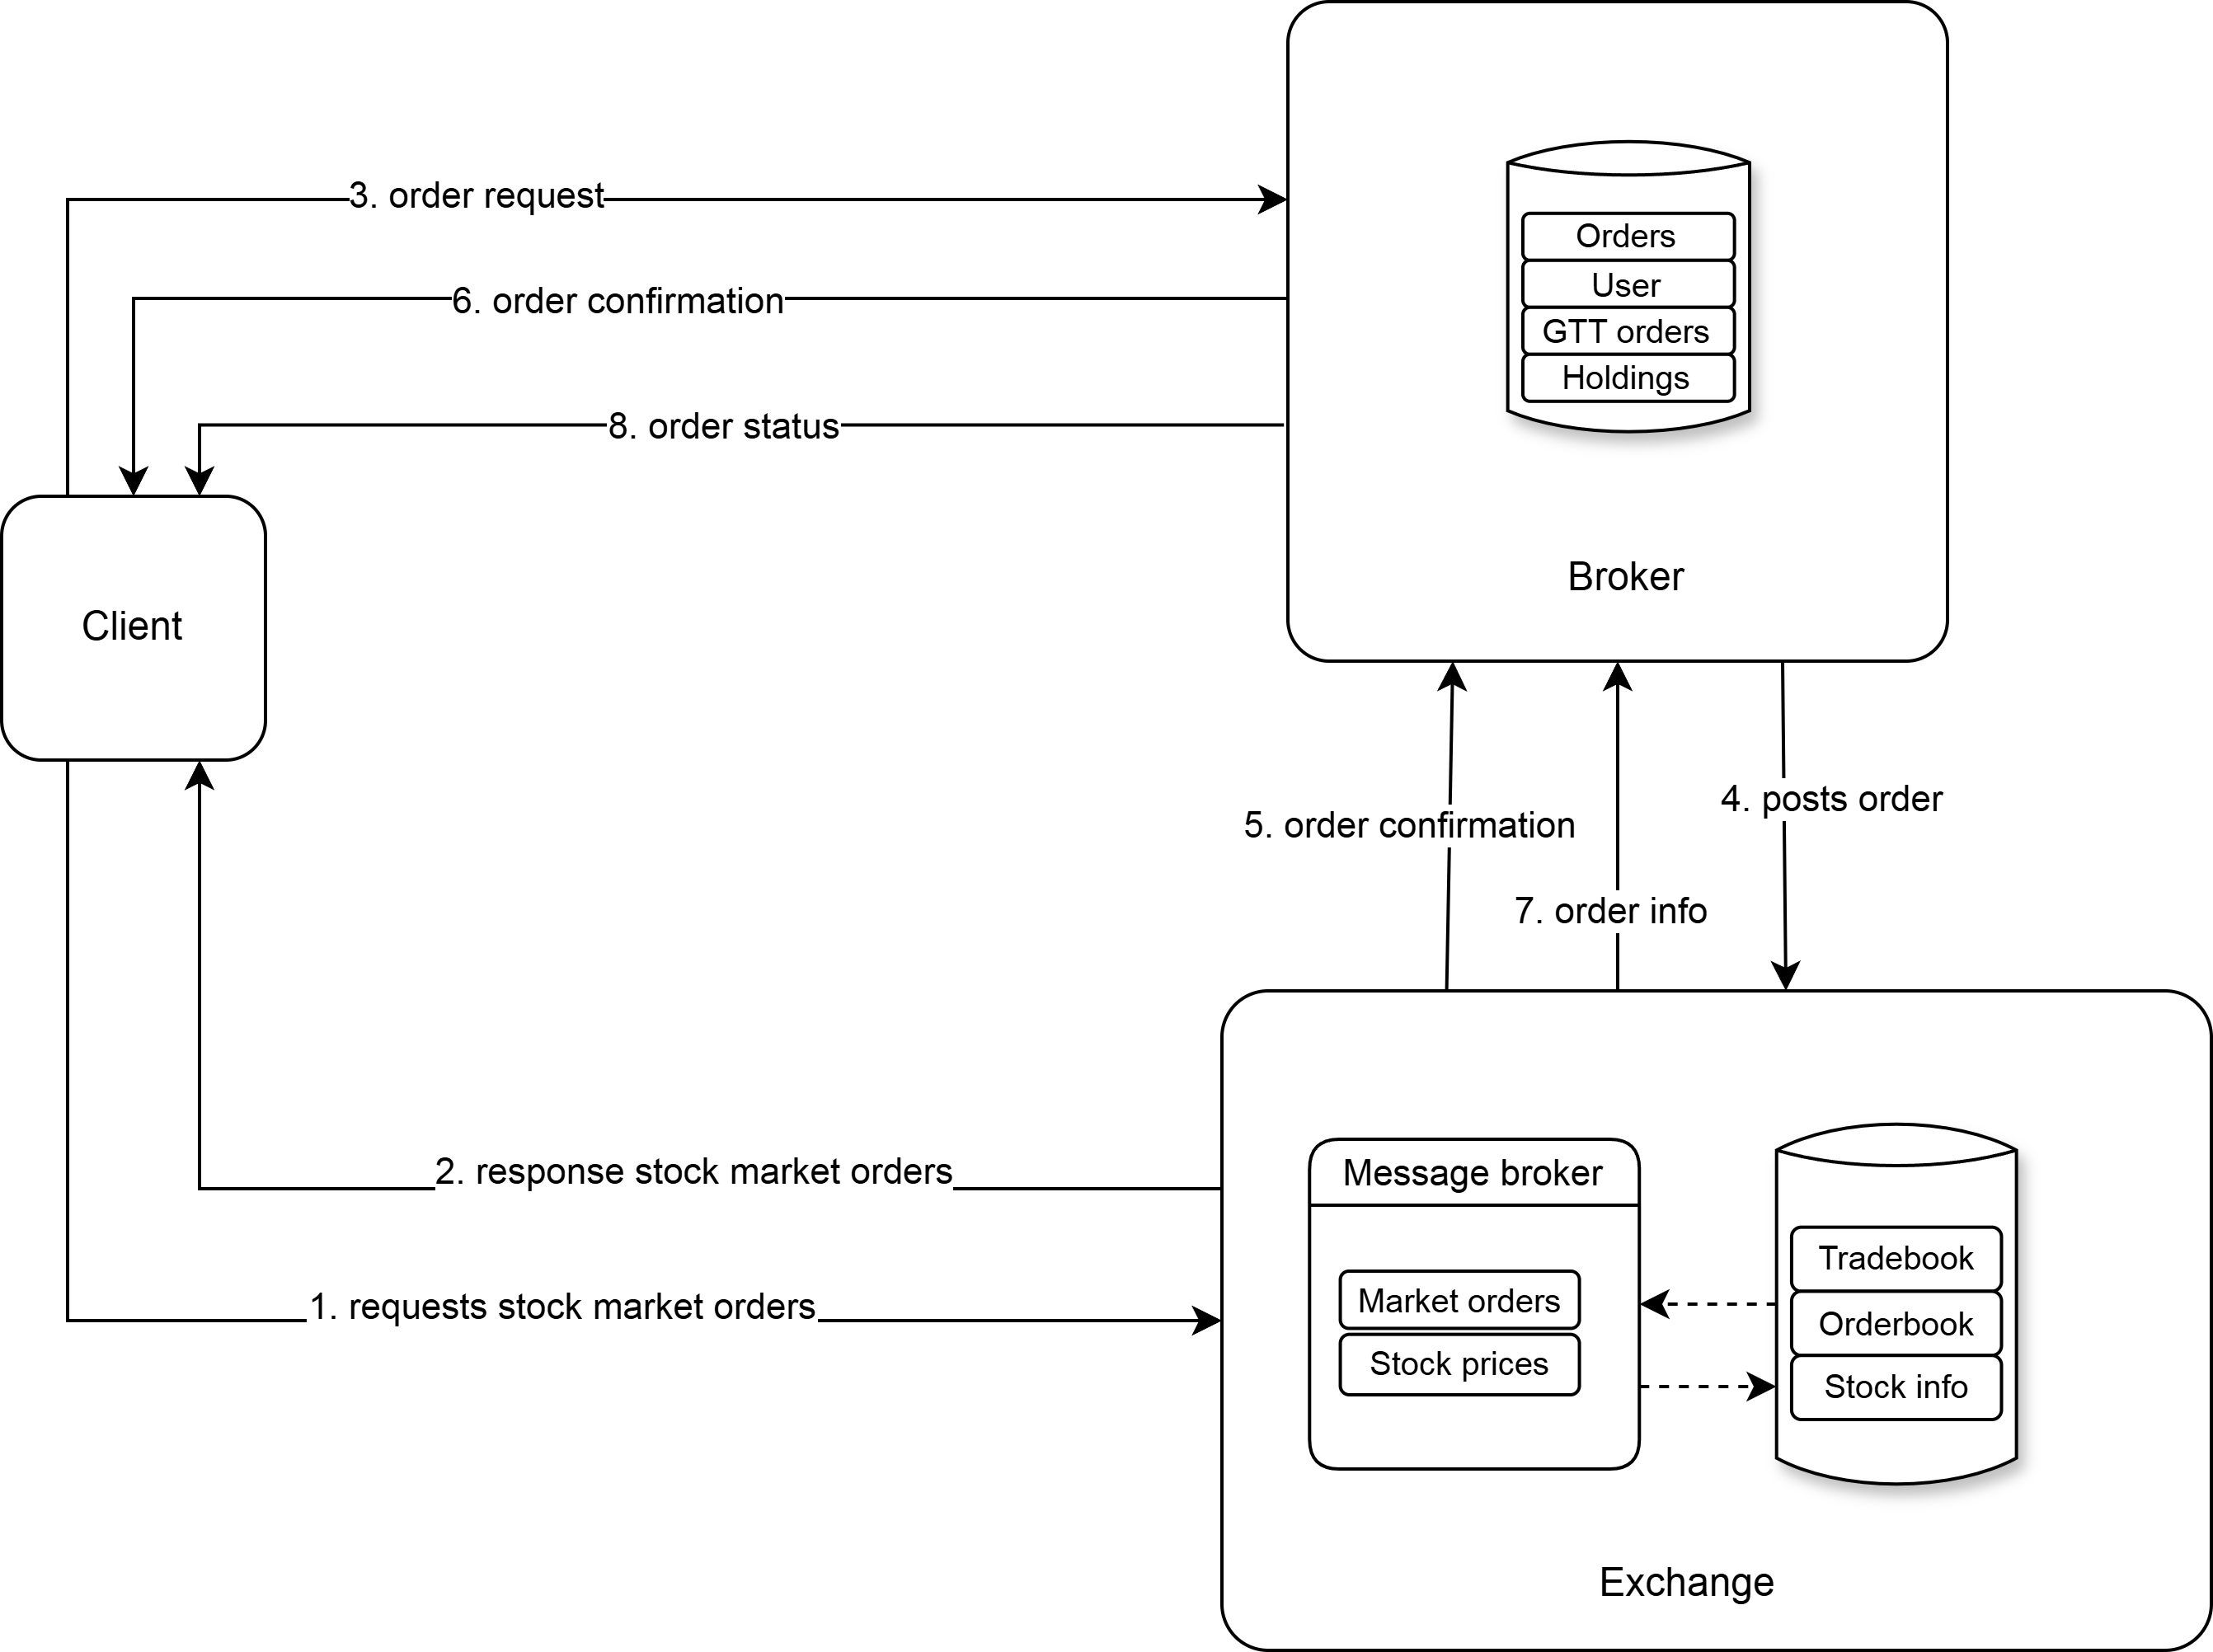 3. order request
Orders
User
GTT orders
Holdings
6. order confirmation
8. order status
Broker
Client
4. posts order
5. order confirmation
7. order info
2. response stock market orders
1. requests stock market orders
Message broker
Market orders
Stock prices
Tradebook
Orderbook
Stock info
Exchange